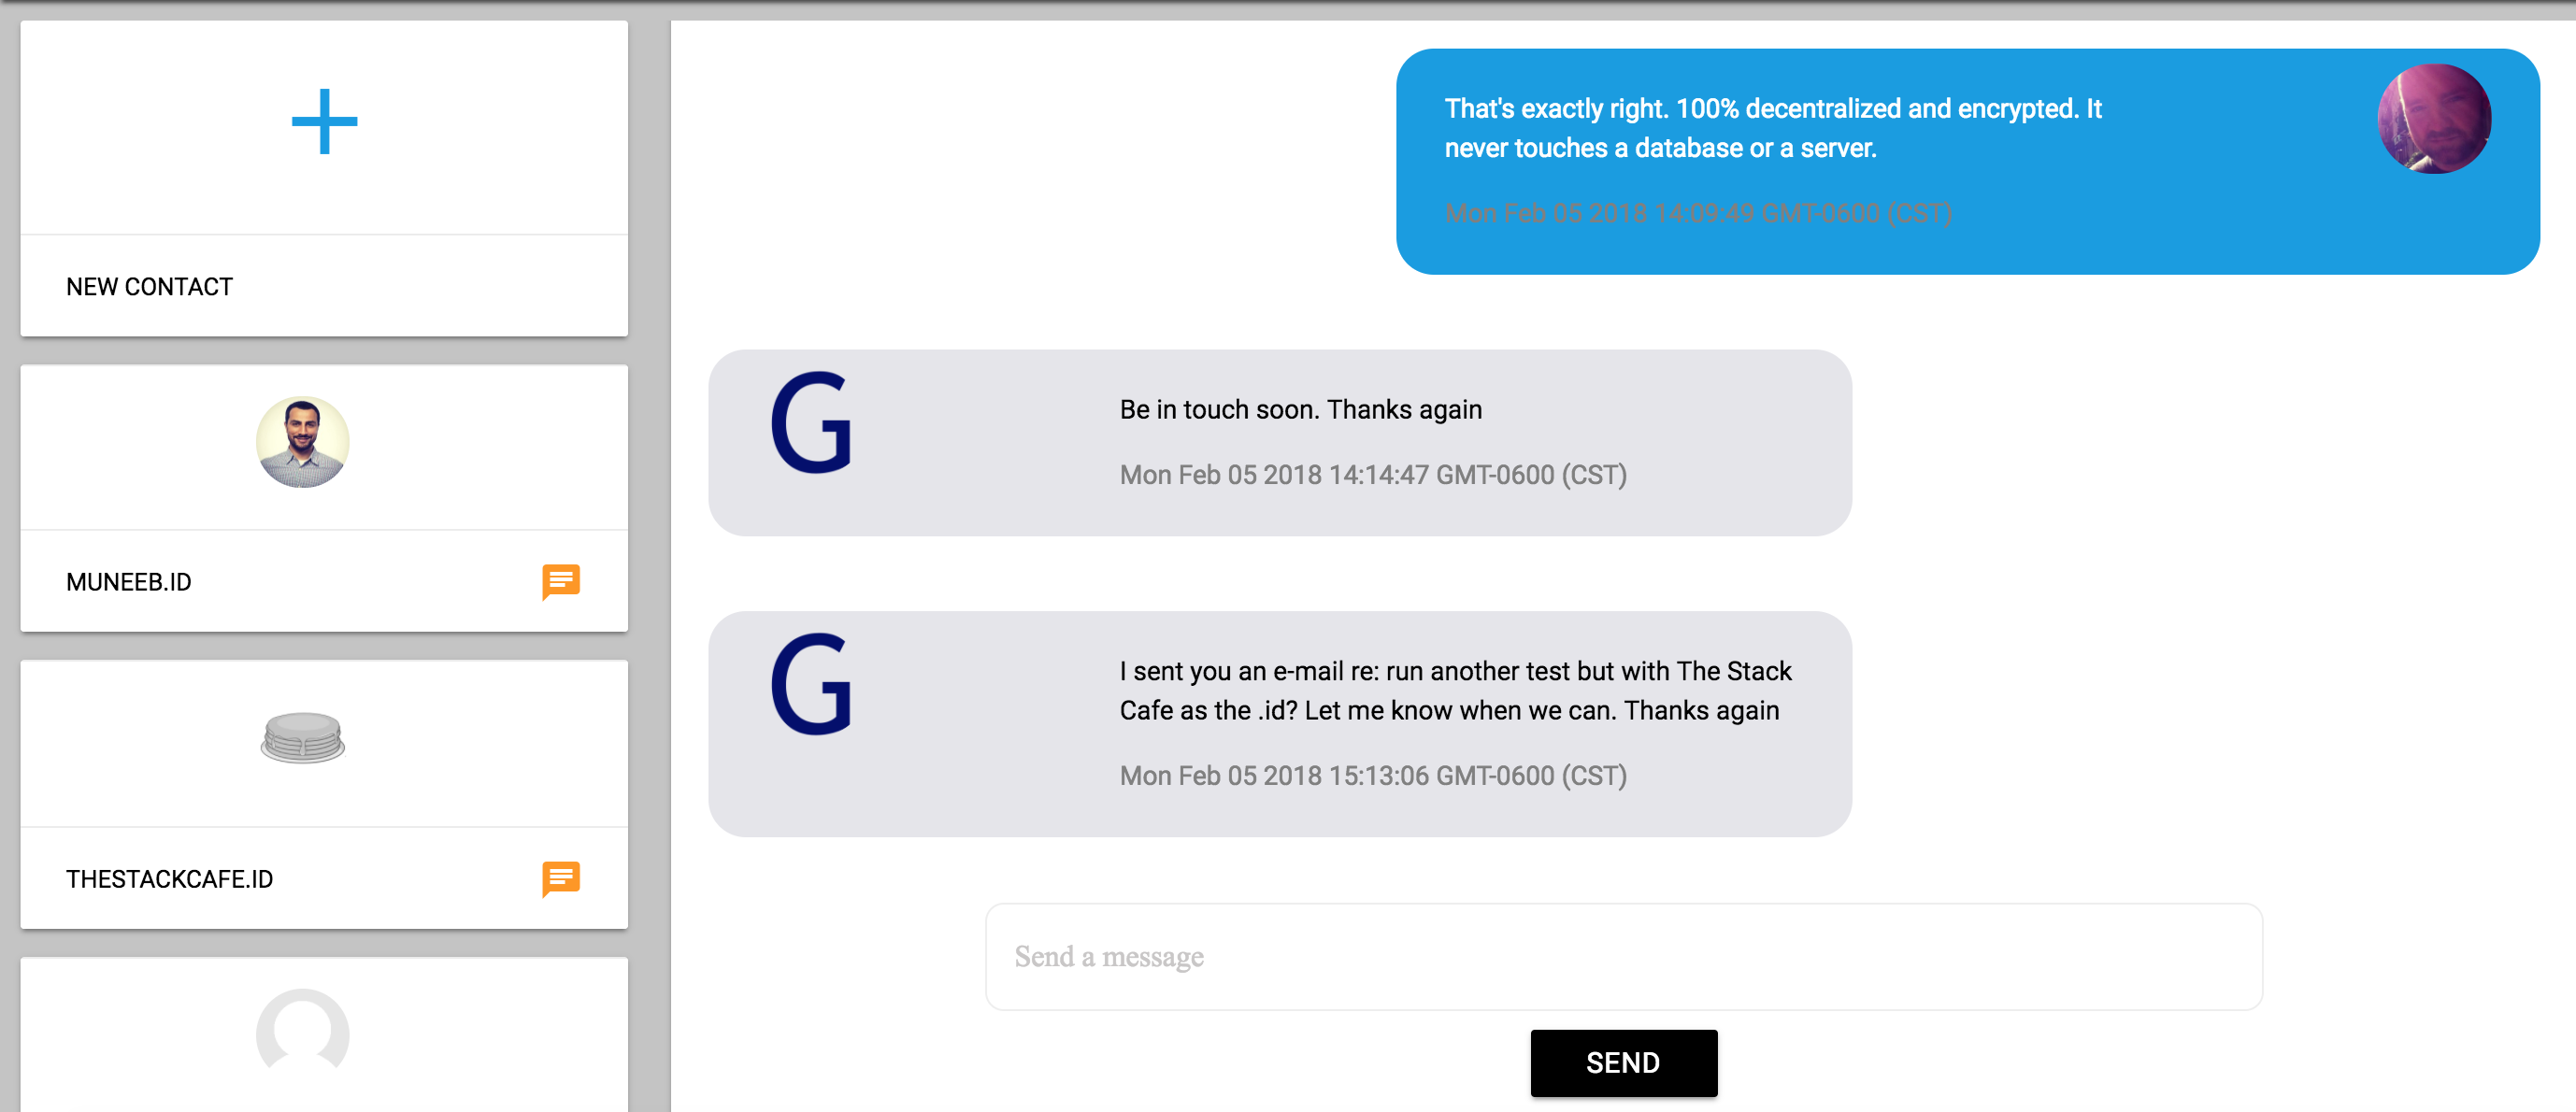 NEW CONTACT
MUNEEB.ID
THESTACKCAFE.ID
That's exactly right. 100% decentralized and encrypted. It
never touches a database or a server.
Mon Feb 05 2018 14:09:49 GMT-0600 (CST)
G
Be in touch soon. Thanks again
Mon Feb 05 2018 14:14:47 GMT-0600 (CST)
G
I sent you an e-mail re: run another test but with The Stack
Cafe as the .id? Let me know when we can. Thanks again
Mon Feb 05 2018 15:13:06 GMT-0600 (CST)
Send a message
SEND